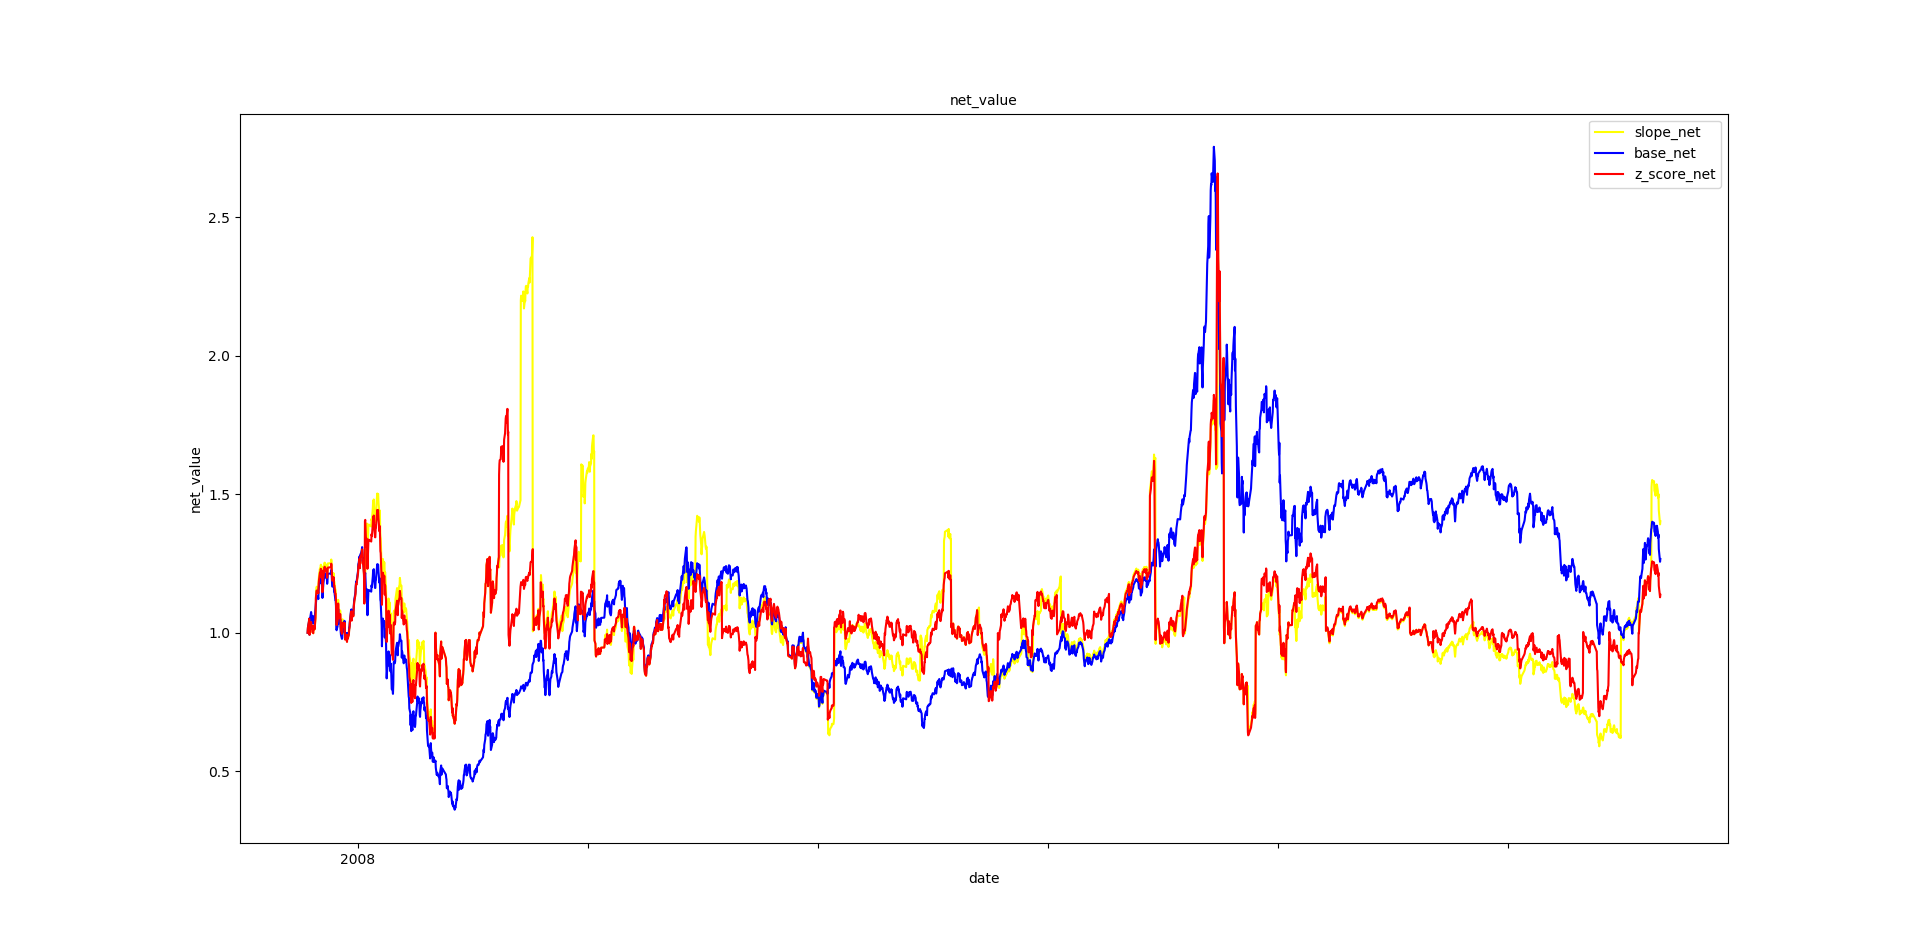 net_value
slope_net
base_net
z_score_net
2.5
2.0
1.5
1.0
0.5
net_value
2008
date